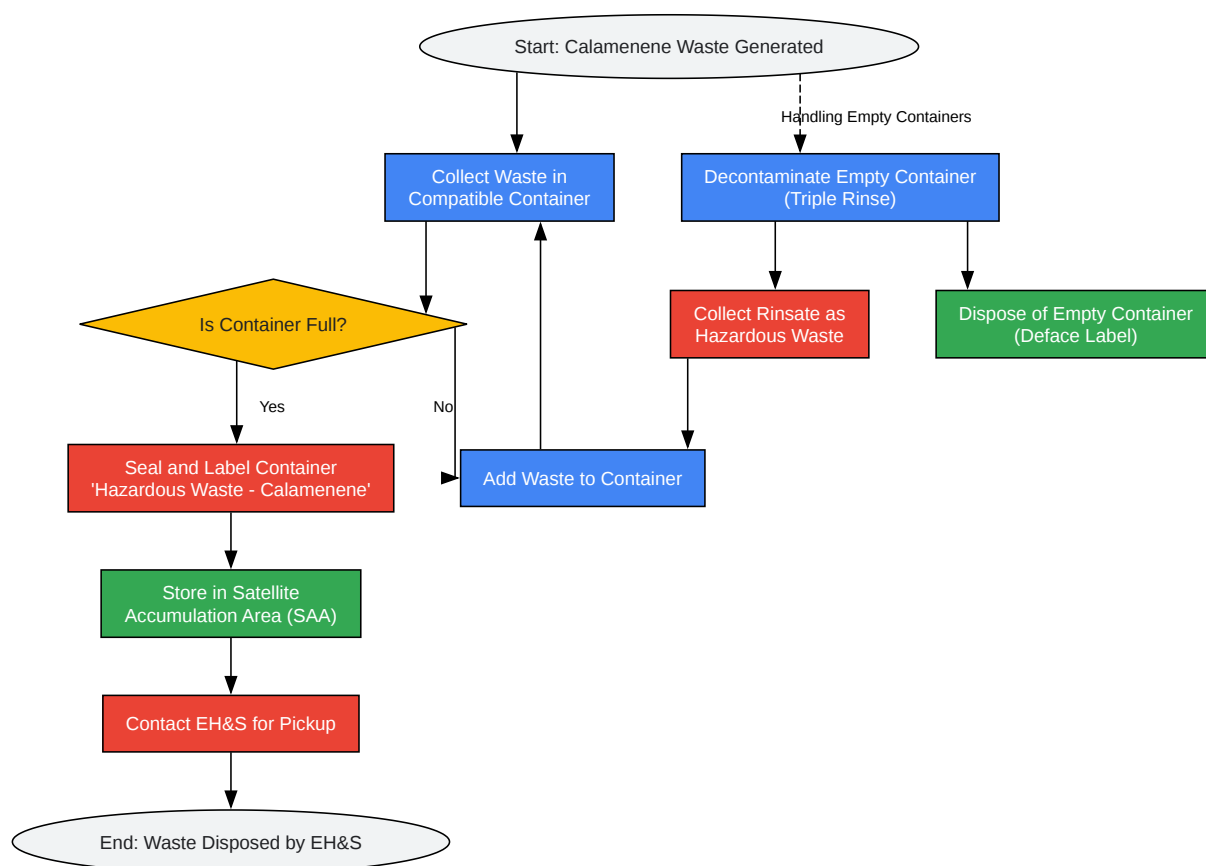 Start: Calamenene Waste Generated
Handling Empty Containers
Collect Waste in
Compatible Container
Decontaminate Empty Container
(Triple Rinse)
Is Container Full?
Collect Rinsate as
Hazardous Waste
Dispose of Empty Container
(Deface Label)
Yes
No
Seal and Label Container
'Hazardous Waste - Calamenene'
Add Waste to Container
Store in Satellite
Accumulation Area (SAA)
Contact EH&S for Pickup
End: Waste Disposed by EH&S